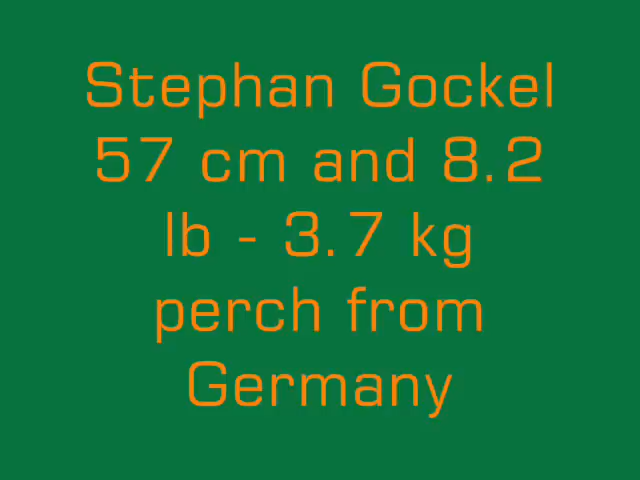 Stephan Gockel
57 cm and 8.2
lb - 3.7 kg
perch from
Germany